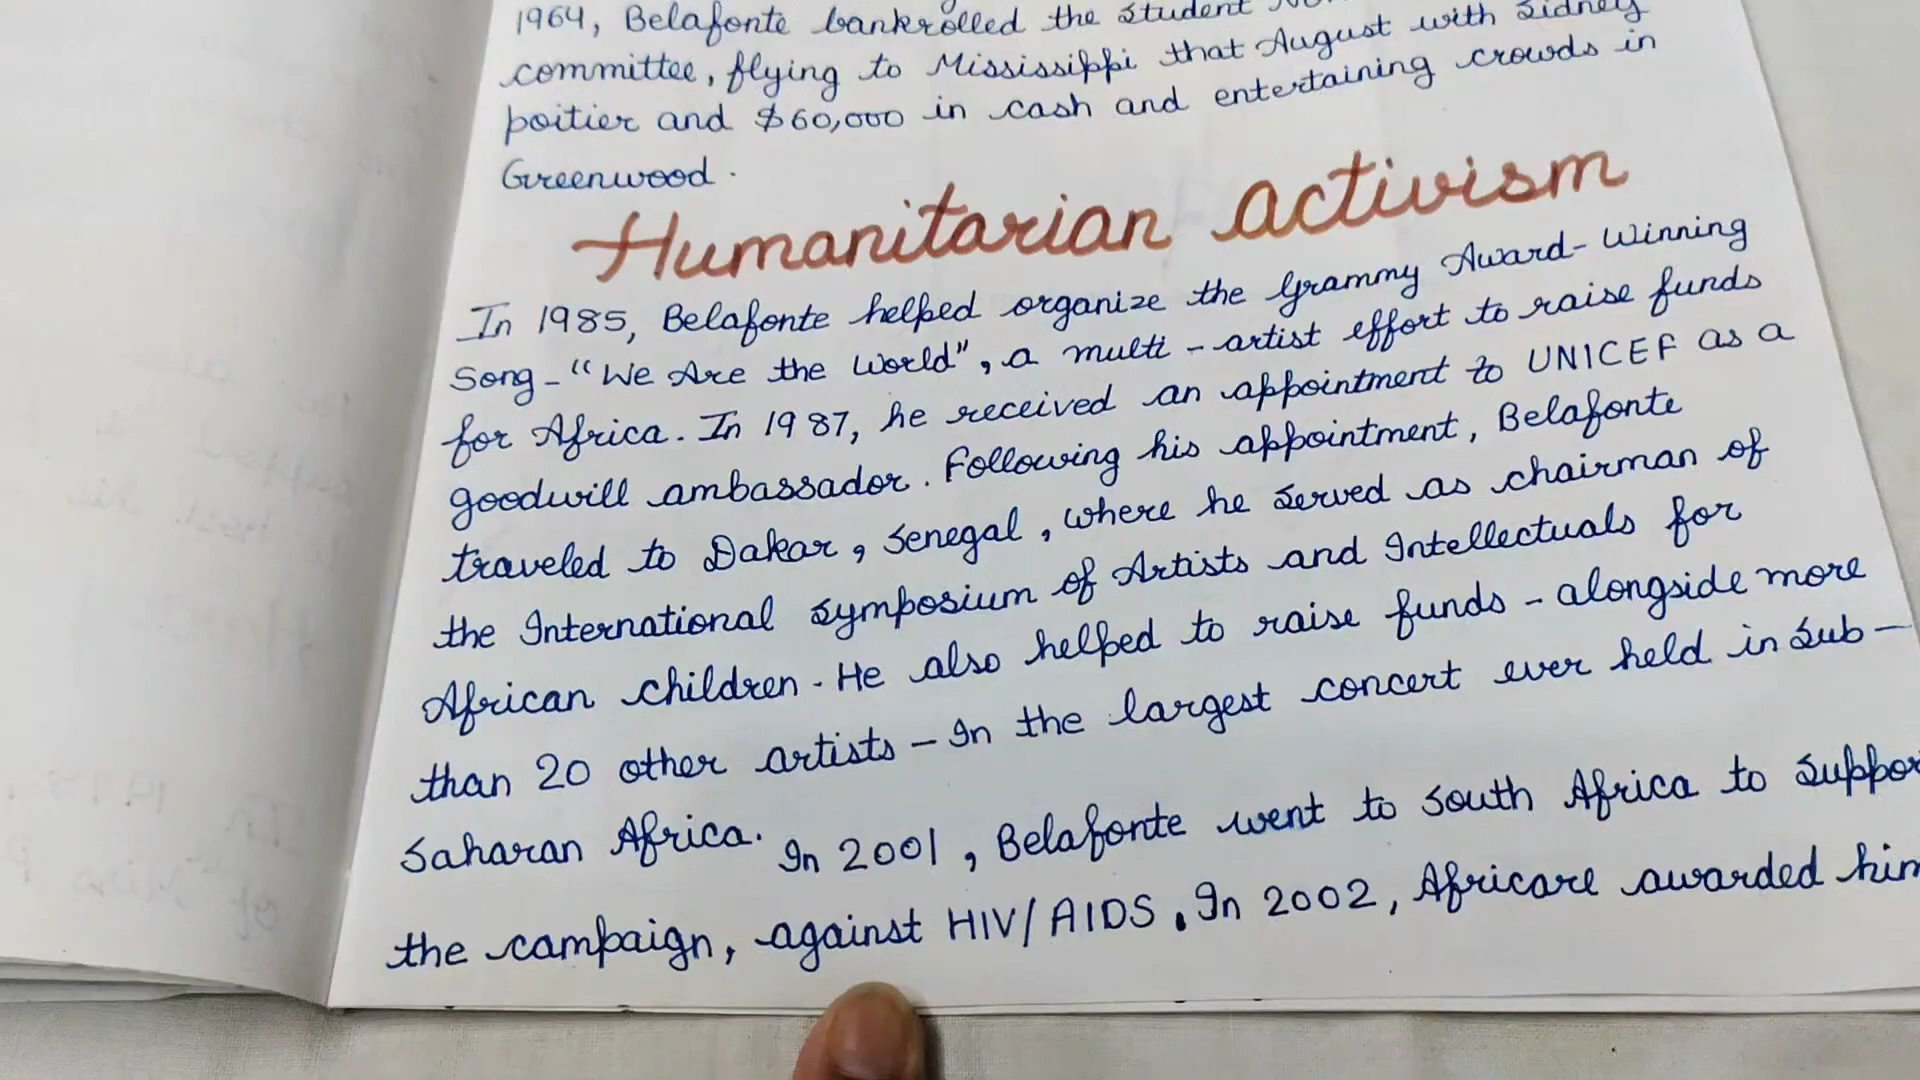 1964, Belafonte bankrolled the Student
committee, flying to Mississippi that August with Sidney
poitier and $60,000 in cash and entertaining crowds in
Greenwood.
Humanitarian activism
In 1985, Belafonte helped organize the Grammy Award-Winning
Song-"We Are the World", a multi-artist effort to raise funds
for Africa. In 1987, he received an appointment to UNICEF as a
goodwill ambassador. Following his appointment, Belafonte
traveled to Dakar, Senegal, where he served as chairman of
the International Symposium of Artists and Intellectuals for
African children. He also helped to raise funds - alongside more
than 20 other artists - In the largest concert ever held in Sub-
Saharan Africa. In 2001, Belafonte went to South Africa to Suppor
the campaign, against HIV/AIDS. In 2002, Africare awarded him